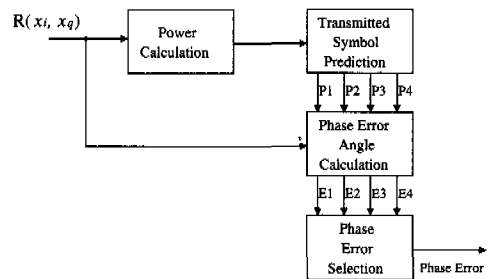 R( xi, xq)
Power
Calculation
Transmitted
Symbol
Prediction
P1 P2 P3 P4
Phase Error
Angle
Calculation
E1 E2 E3 E4
Phase
Error
Selection
Phase Error